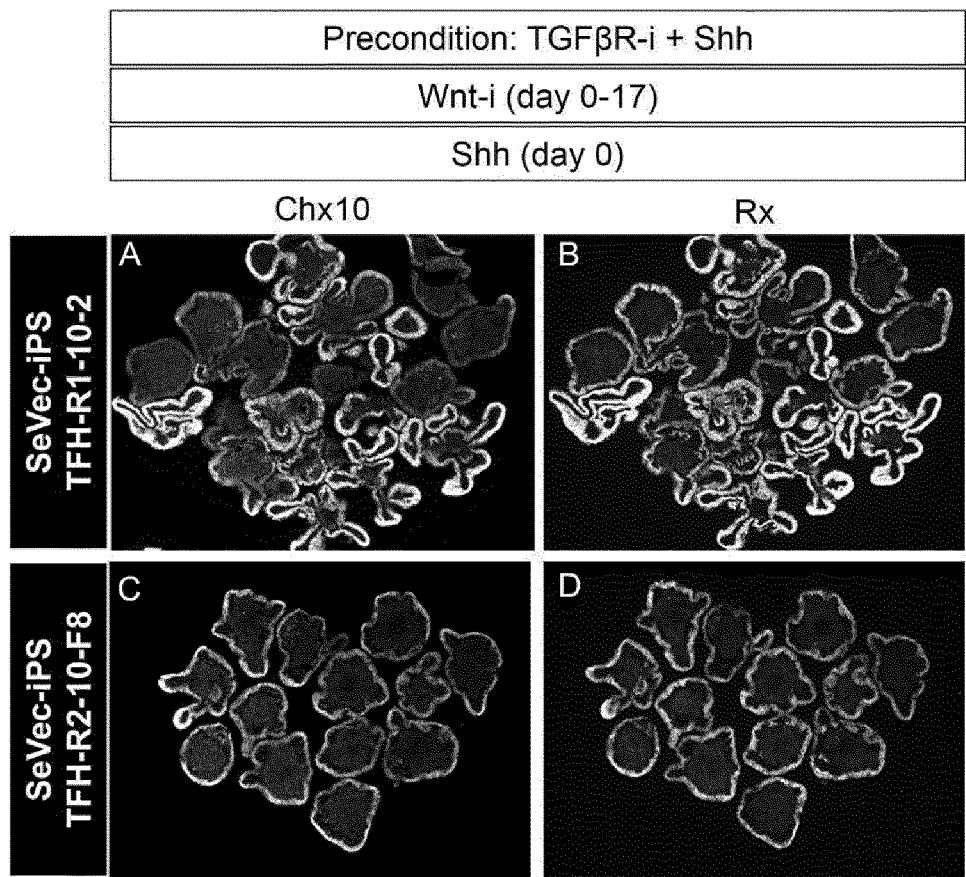 Precondition: TGFβR-i + Shh
Wnt-i (day 0-17)
Shh (day 0)
Chx10 Rx
SeVec-iPS
TFH-R1-10-2
A B
SeVec-iPS
TFH-R2-10-F8
C D